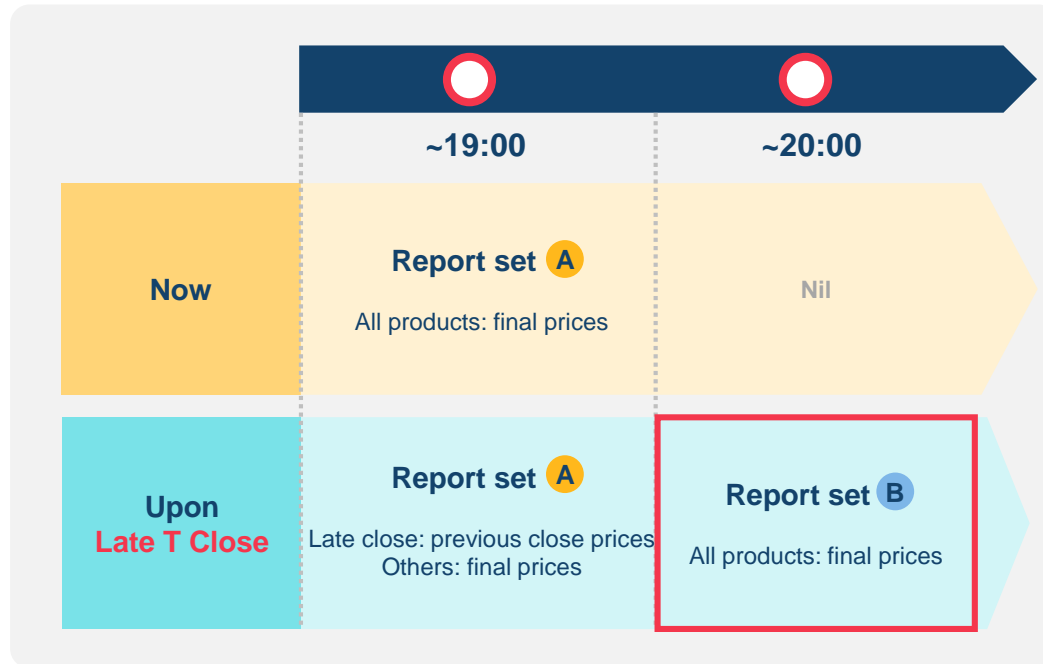 ~19:00
~20:00
Now
Report set A
All products: final prices
Nil
Upon
Late T Close
Report set A
Late close: previous close prices
Others: final prices
Report set B
All products: final prices